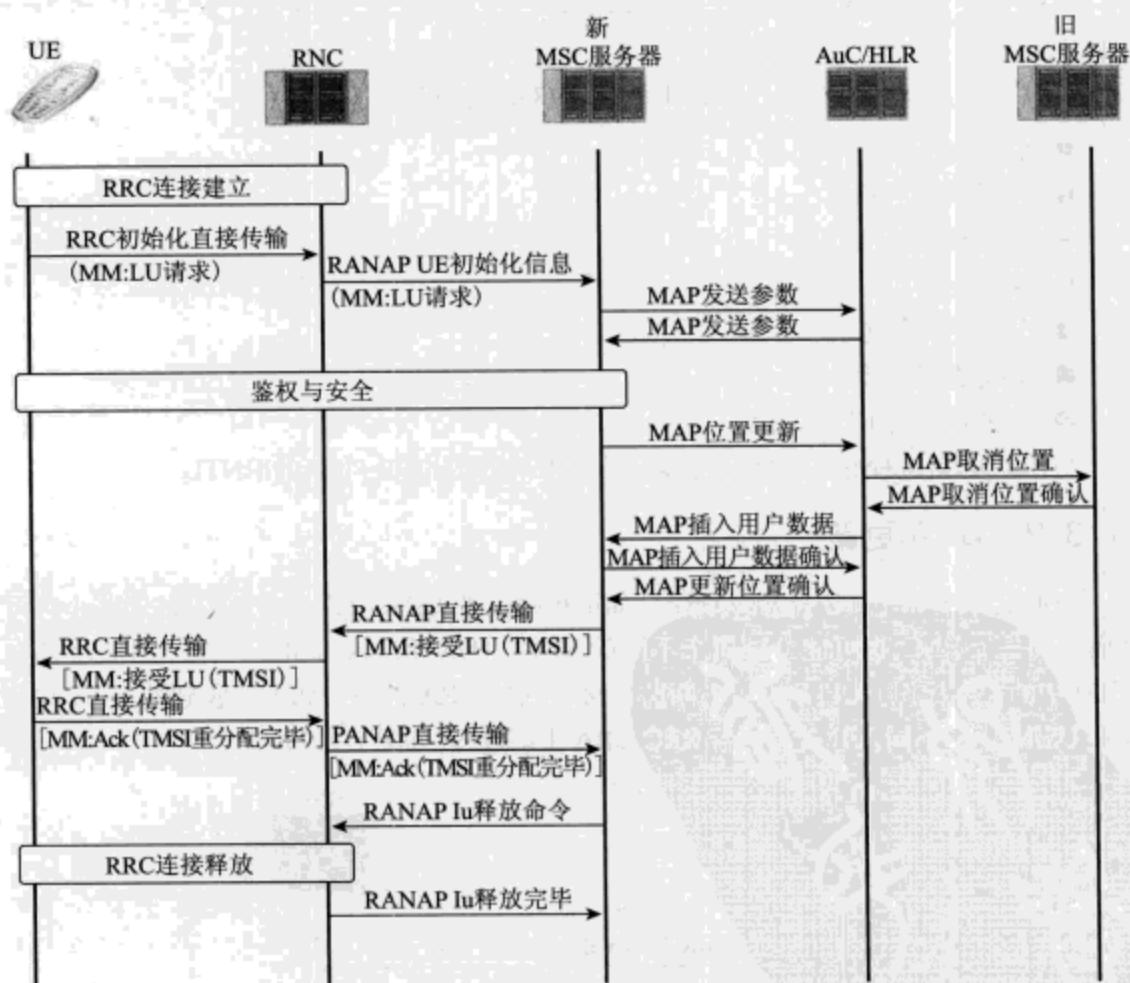 UE
RNC
新
MSC服务器
AuC/HLR
旧
MSC服务器
RRC连接建立
RRC初始化直接传输
(MM:LU请求)
RANAP UE初始化信息
(MM:LU请求)
MAP发送参数
MAP发送参数
鉴权与安全
MAP位置更新
MAP取消位置
MAP取消位置确认
MAP插入用户数据
MAP插入用户数据确认
MAP更新位置确认
RANAP直接传输
[MM:接受LU(TMSI)]
RRC直接传输
[MM:接受LU(TMSI)]
RRC直接传输
[MM:Ack(TMSI重分配完毕)]
PANAP直接传输
[MM:Ack(TMSI重分配完毕)]
RANAP Iu释放命令
RRC连接释放
RANAP Iu释放完毕